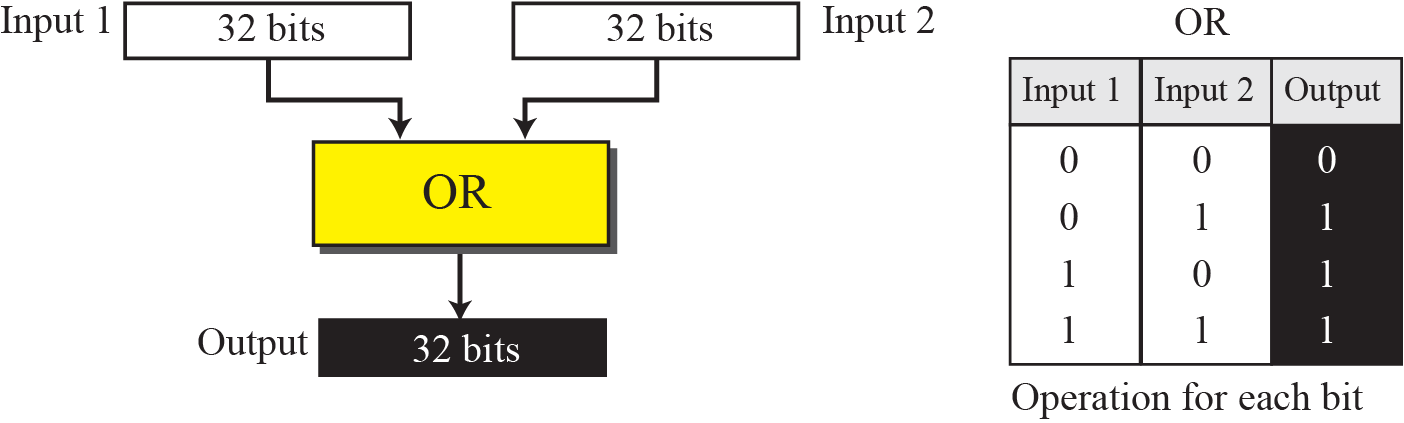 Input 1
32 bits
32 bits
Input 2
OR
Output
32 bits
OR
Input 1 Input 2 Output
0 0 0
0 1 1
1 0 1
1 1 1
Operation for each bit